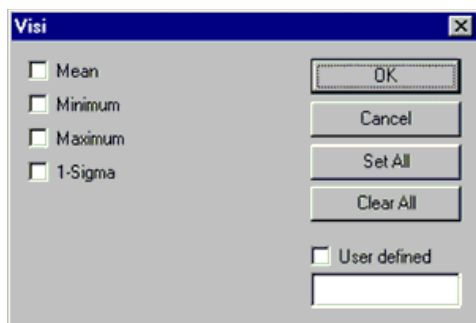 Visi
Mean
Minimum
Maximum
1-Sigma
OK
Cancel
Set All
Clear All
User defined